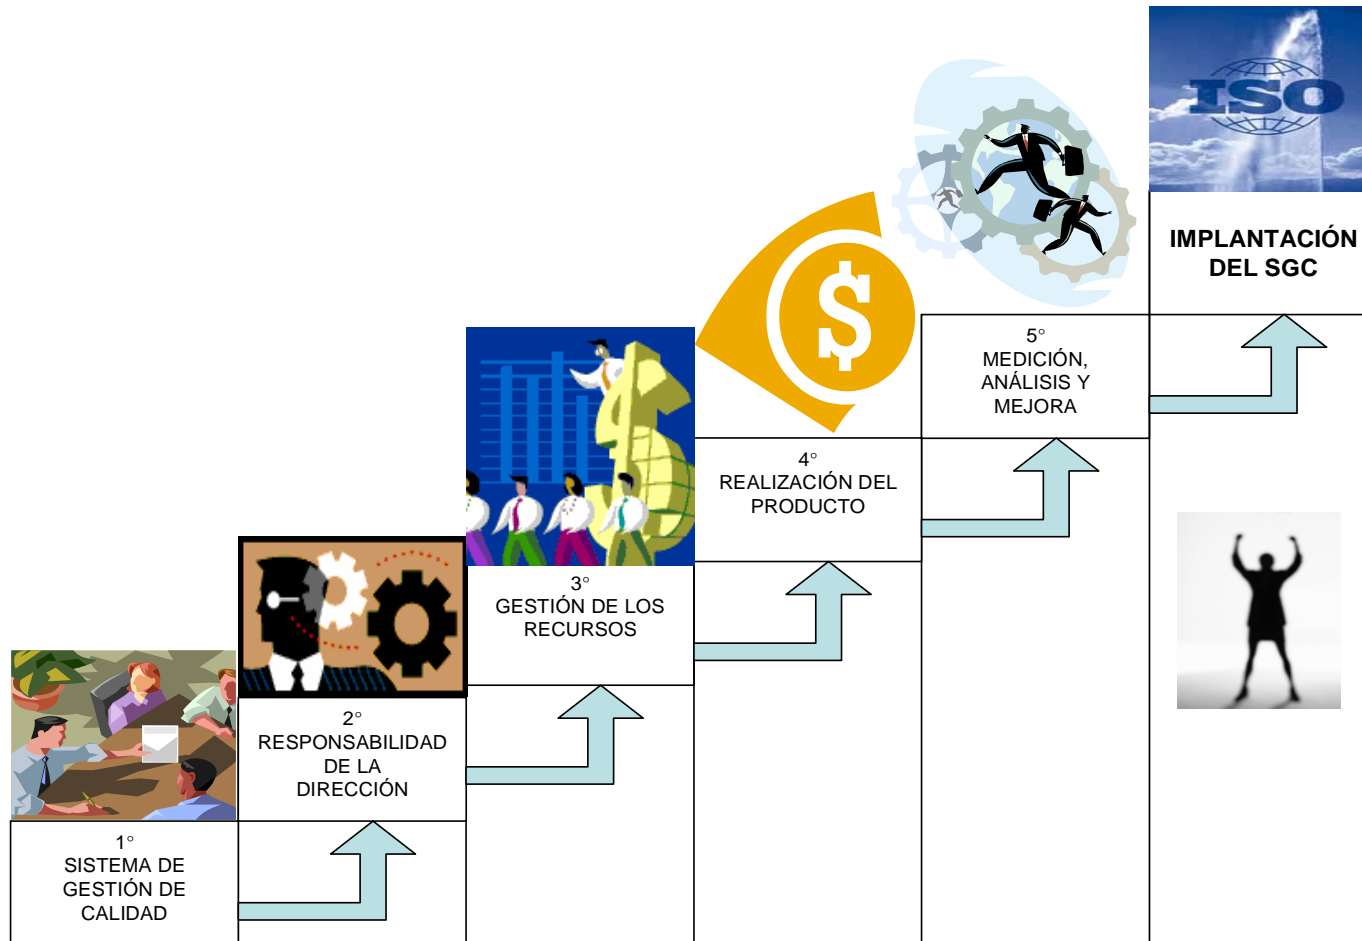 ISO
IMPLANTACIÓN
DEL SGC
$
5°
MEDICIÓN,
ANÁLISIS Y
MEJORA
4°
REALIZACIÓN DEL
PRODUCTO
3°
GESTIÓN DE LOS
RECURSOS
2°
RESPONSABILIDAD
DE LA
DIRECCIÓN
1°
SISTEMA DE
GESTIÓN DE
CALIDAD